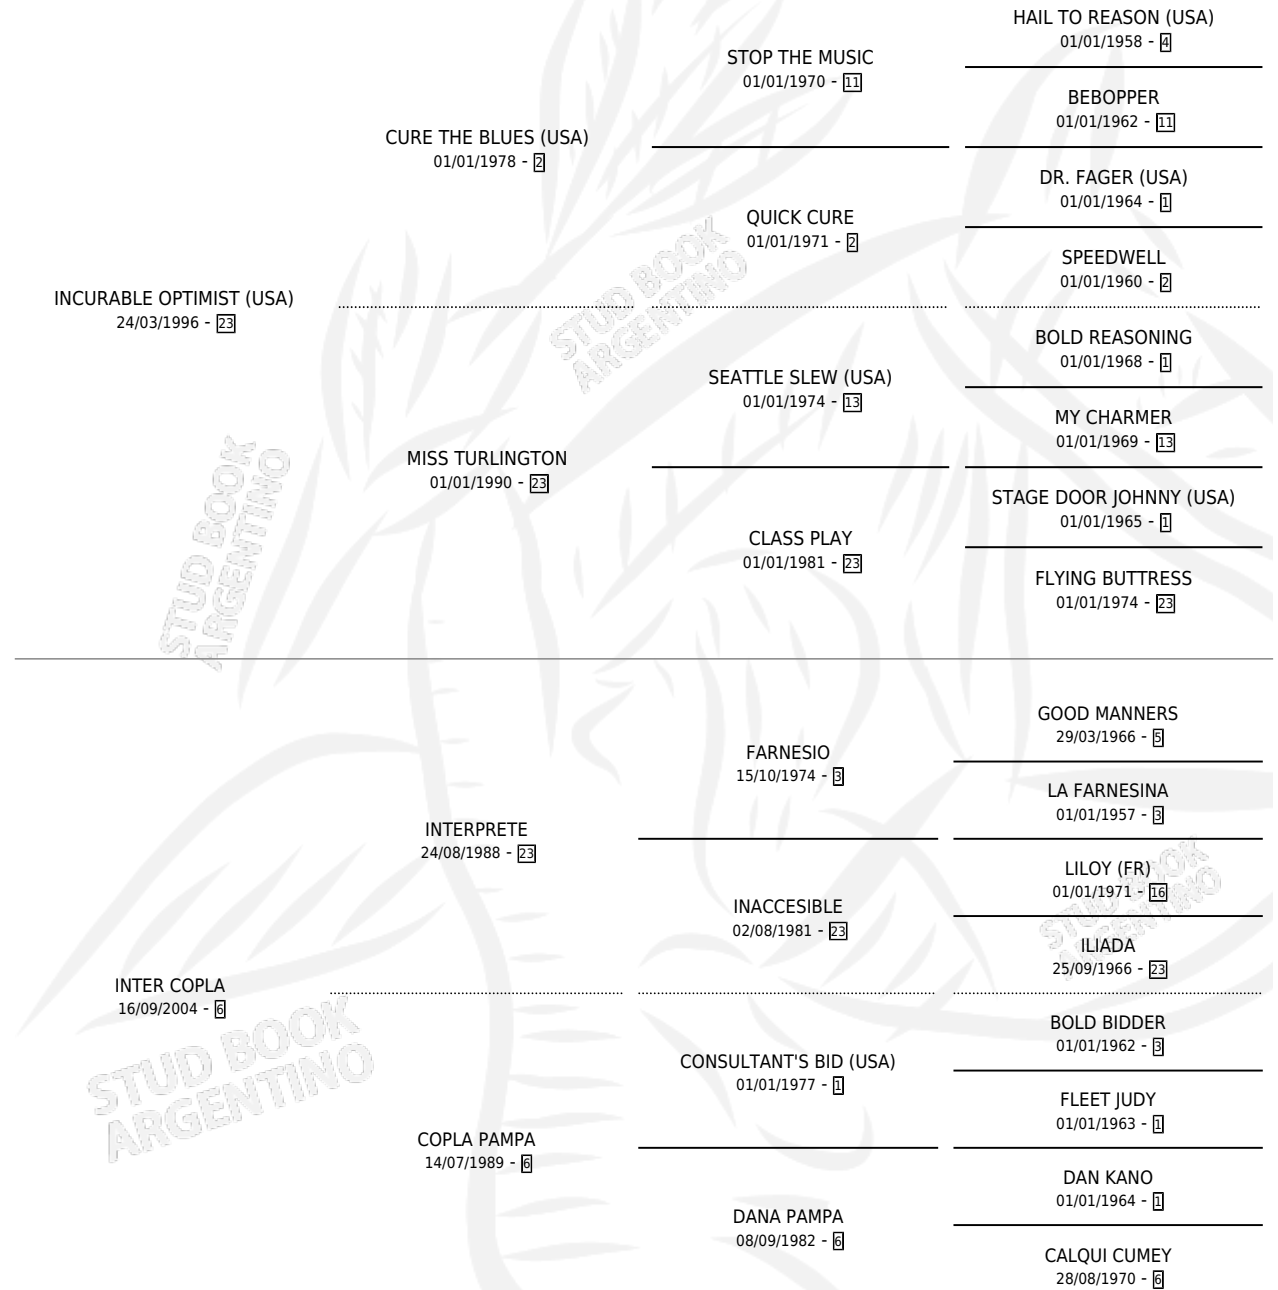 HAIL TO REASON (USA)
01/01/1958 - 4
STOP THE MUSIC
01/01/1970 - 11
BEBOPPER
01/01/1962 - 11
CURE THE BLUES (USA)
01/01/1978 - 2
DR. FAGER (USA)
01/01/1964 - 1
QUICK CURE
01/01/1971 - 2
SPEEDWELL
01/01/1960 - 2
INCURABLE OPTIMIST (USA)
24/03/1996 - 23
STUD BOOK
ARGENTINO
BOLD REASONING
01/01/1968 - 1
SEATTLE SLEW (USA)
01/01/1974 - 13
MY CHARMER
01/01/1969 - 13
MISS TURLINGTON
01/01/1990 - 23
STAGE DOOR JOHNNY (USA)
01/01/1965 - 1
CLASS PLAY
01/01/1981 - 23
FLYING BUTTRESS
01/01/1974 - 23
STUD BOOK
ARGENTINO
GOOD MANNERS
29/03/1966 - 5
FARNESIO
15/10/1974 - 3
LA FARNESINA
01/01/1957 - 3
INTERPRETE
24/08/1988 - 23
LILOY (FR)
01/01/1971 - 16
INACCESIBLE
02/08/1981 - 23
STUD BOOK
ARGENTINO
ILIADA
25/09/1966 - 23
INTER COPLA
16/09/2004 - 6
BOLD BIDDER
01/01/1962 - 3
STUD BOOK
ARGENTINO
CONSULTANT'S BID (USA)
01/01/1977 - 1
FLEET JUDY
01/01/1963 - 1
COPLA PAMPA
14/07/1989 - 6
DAN KANO
01/01/1964 - 1
DANA PAMPA
08/09/1982 - 6
CALQUI CUMEY
28/08/1970 - 6